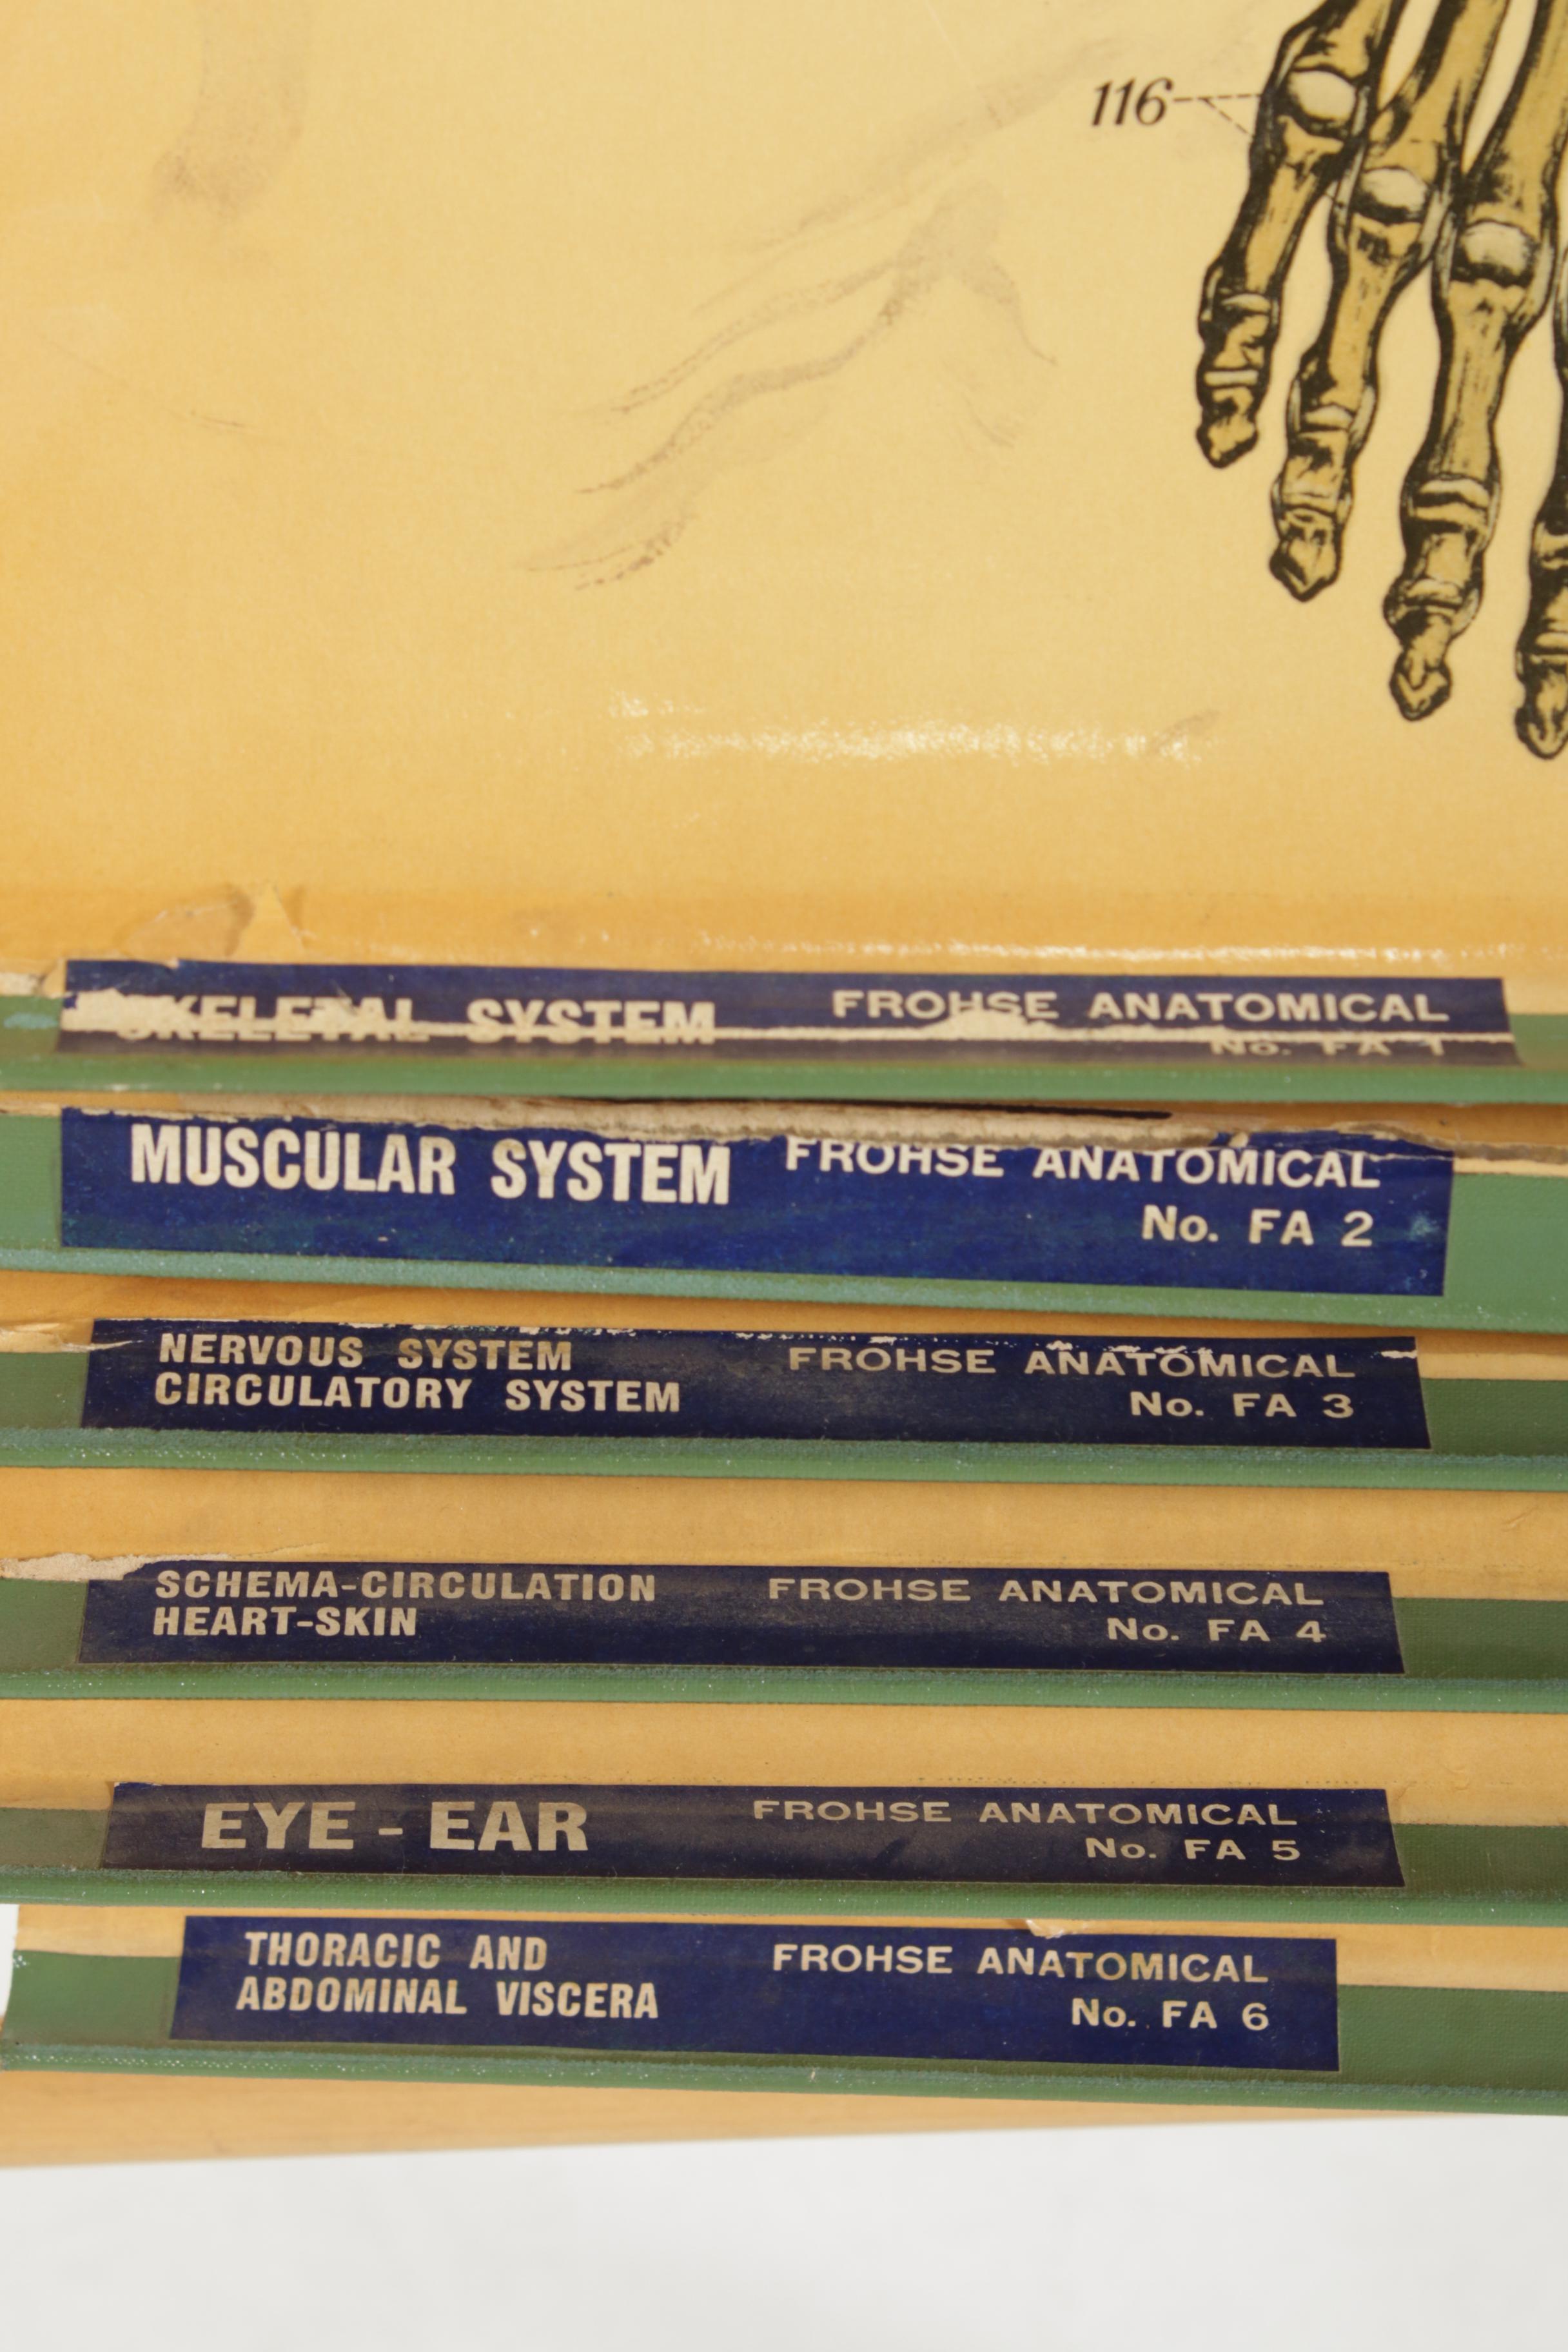 116
SKELETAL SYSTEM
FROHSE ANATOMICAL
No. FA 1
MUSCULAR SYSTEM
FROHSE ANATOMICAL
No. FA 2
NERVOUS SYSTEM
CIRCULATORY SYSTEM
FROHSE ANATOMICAL
No. FA 3
SCHEMA-CIRCULATION
HEART-SKIN
FROHSE ANATOMICAL
No. FA 4
EYE - EAR
FROHSE ANATOMICAL
No. FA 5
THORACIC AND
ABDOMINAL VISCERA
FROHSE ANATOMICAL
No. FA 6